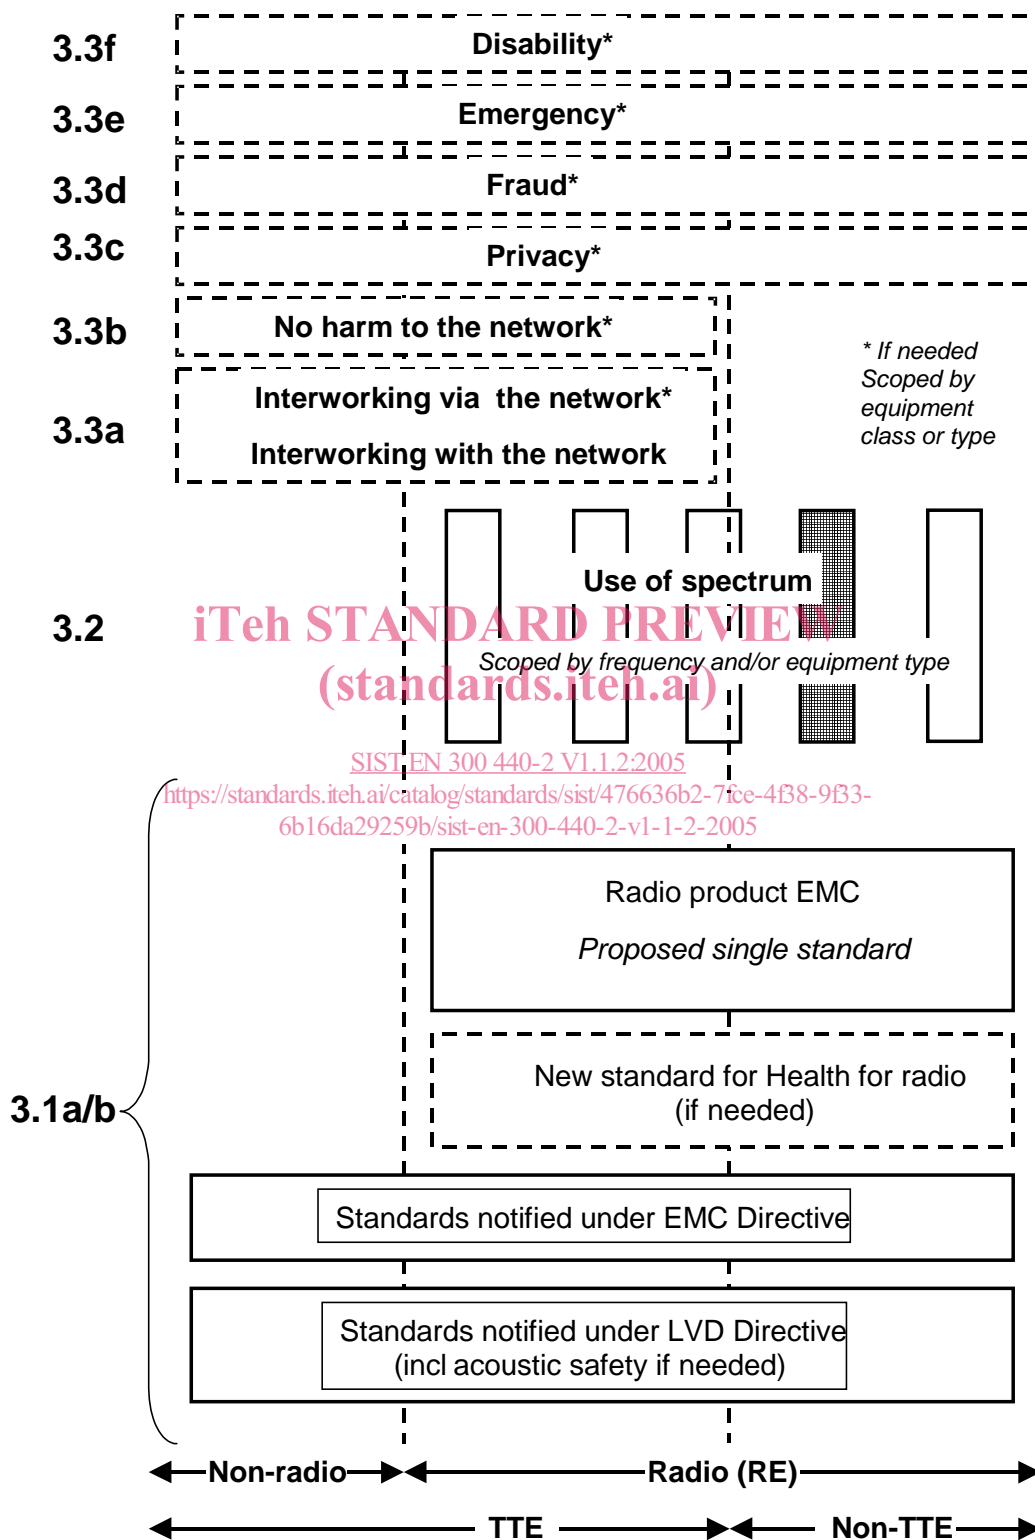 3.3f
Disability*
3.3e
Emergency*
3.3d
Fraud*
3.3c
Privacy*
3.3b
No harm to the network*
* If needed
Scoped by
equipment
class or type
3.3a
Interworking via the network*
Interworking with the network
3.2
Use of spectrum
iTeh STANDARD PREVIEW
Scoped by frequency and/or equipment type
(standards.iteh.ai)
SIST EN 300 440-2 V1.1.2:2005
https://standards.iteh.ai/catalog/standards/sist/476636b2-7fce-4f38-9f33-
6b16da29259b/sist-en-300-440-2-v1-1-2-2005
Radio product EMC
Proposed single standard
3.1a/b
New standard for Health for radio
(if needed)
Standards notified under EMC Directive
Standards notified under LVD Directive
(incl acoustic safety if needed)
Non-radio
Radio (RE)
TTE
Non-TTE